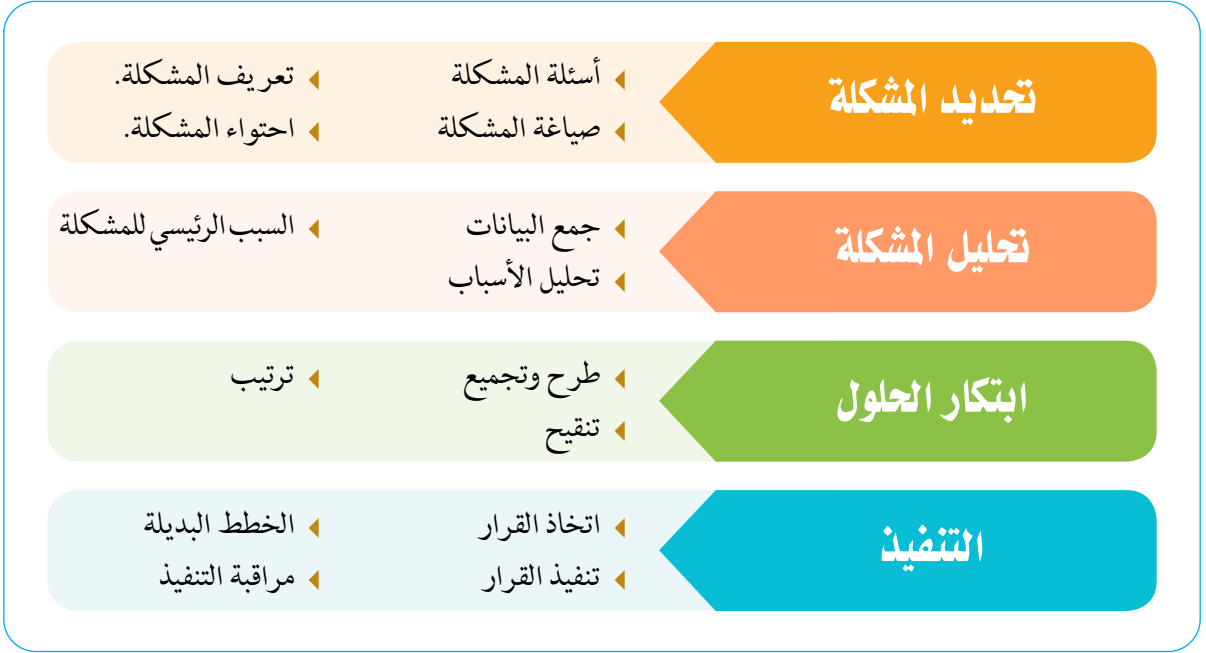 تحديد المشكلة
أسئلة المشكلة
صياغة المشكلة
تعريف المشكلة.
احتواء المشكلة.
تحليل المشكلة
جمع البيانات
تحليل الأسباب
السبب الرئيسي للمشكلة
ابتكار الحلول
طرح وتجميع
تنقيح
ترتيب
التنفيذ
اتخاذ القرار
تنفيذ القرار
الخطط البديلة
مراقبة التنفيذ